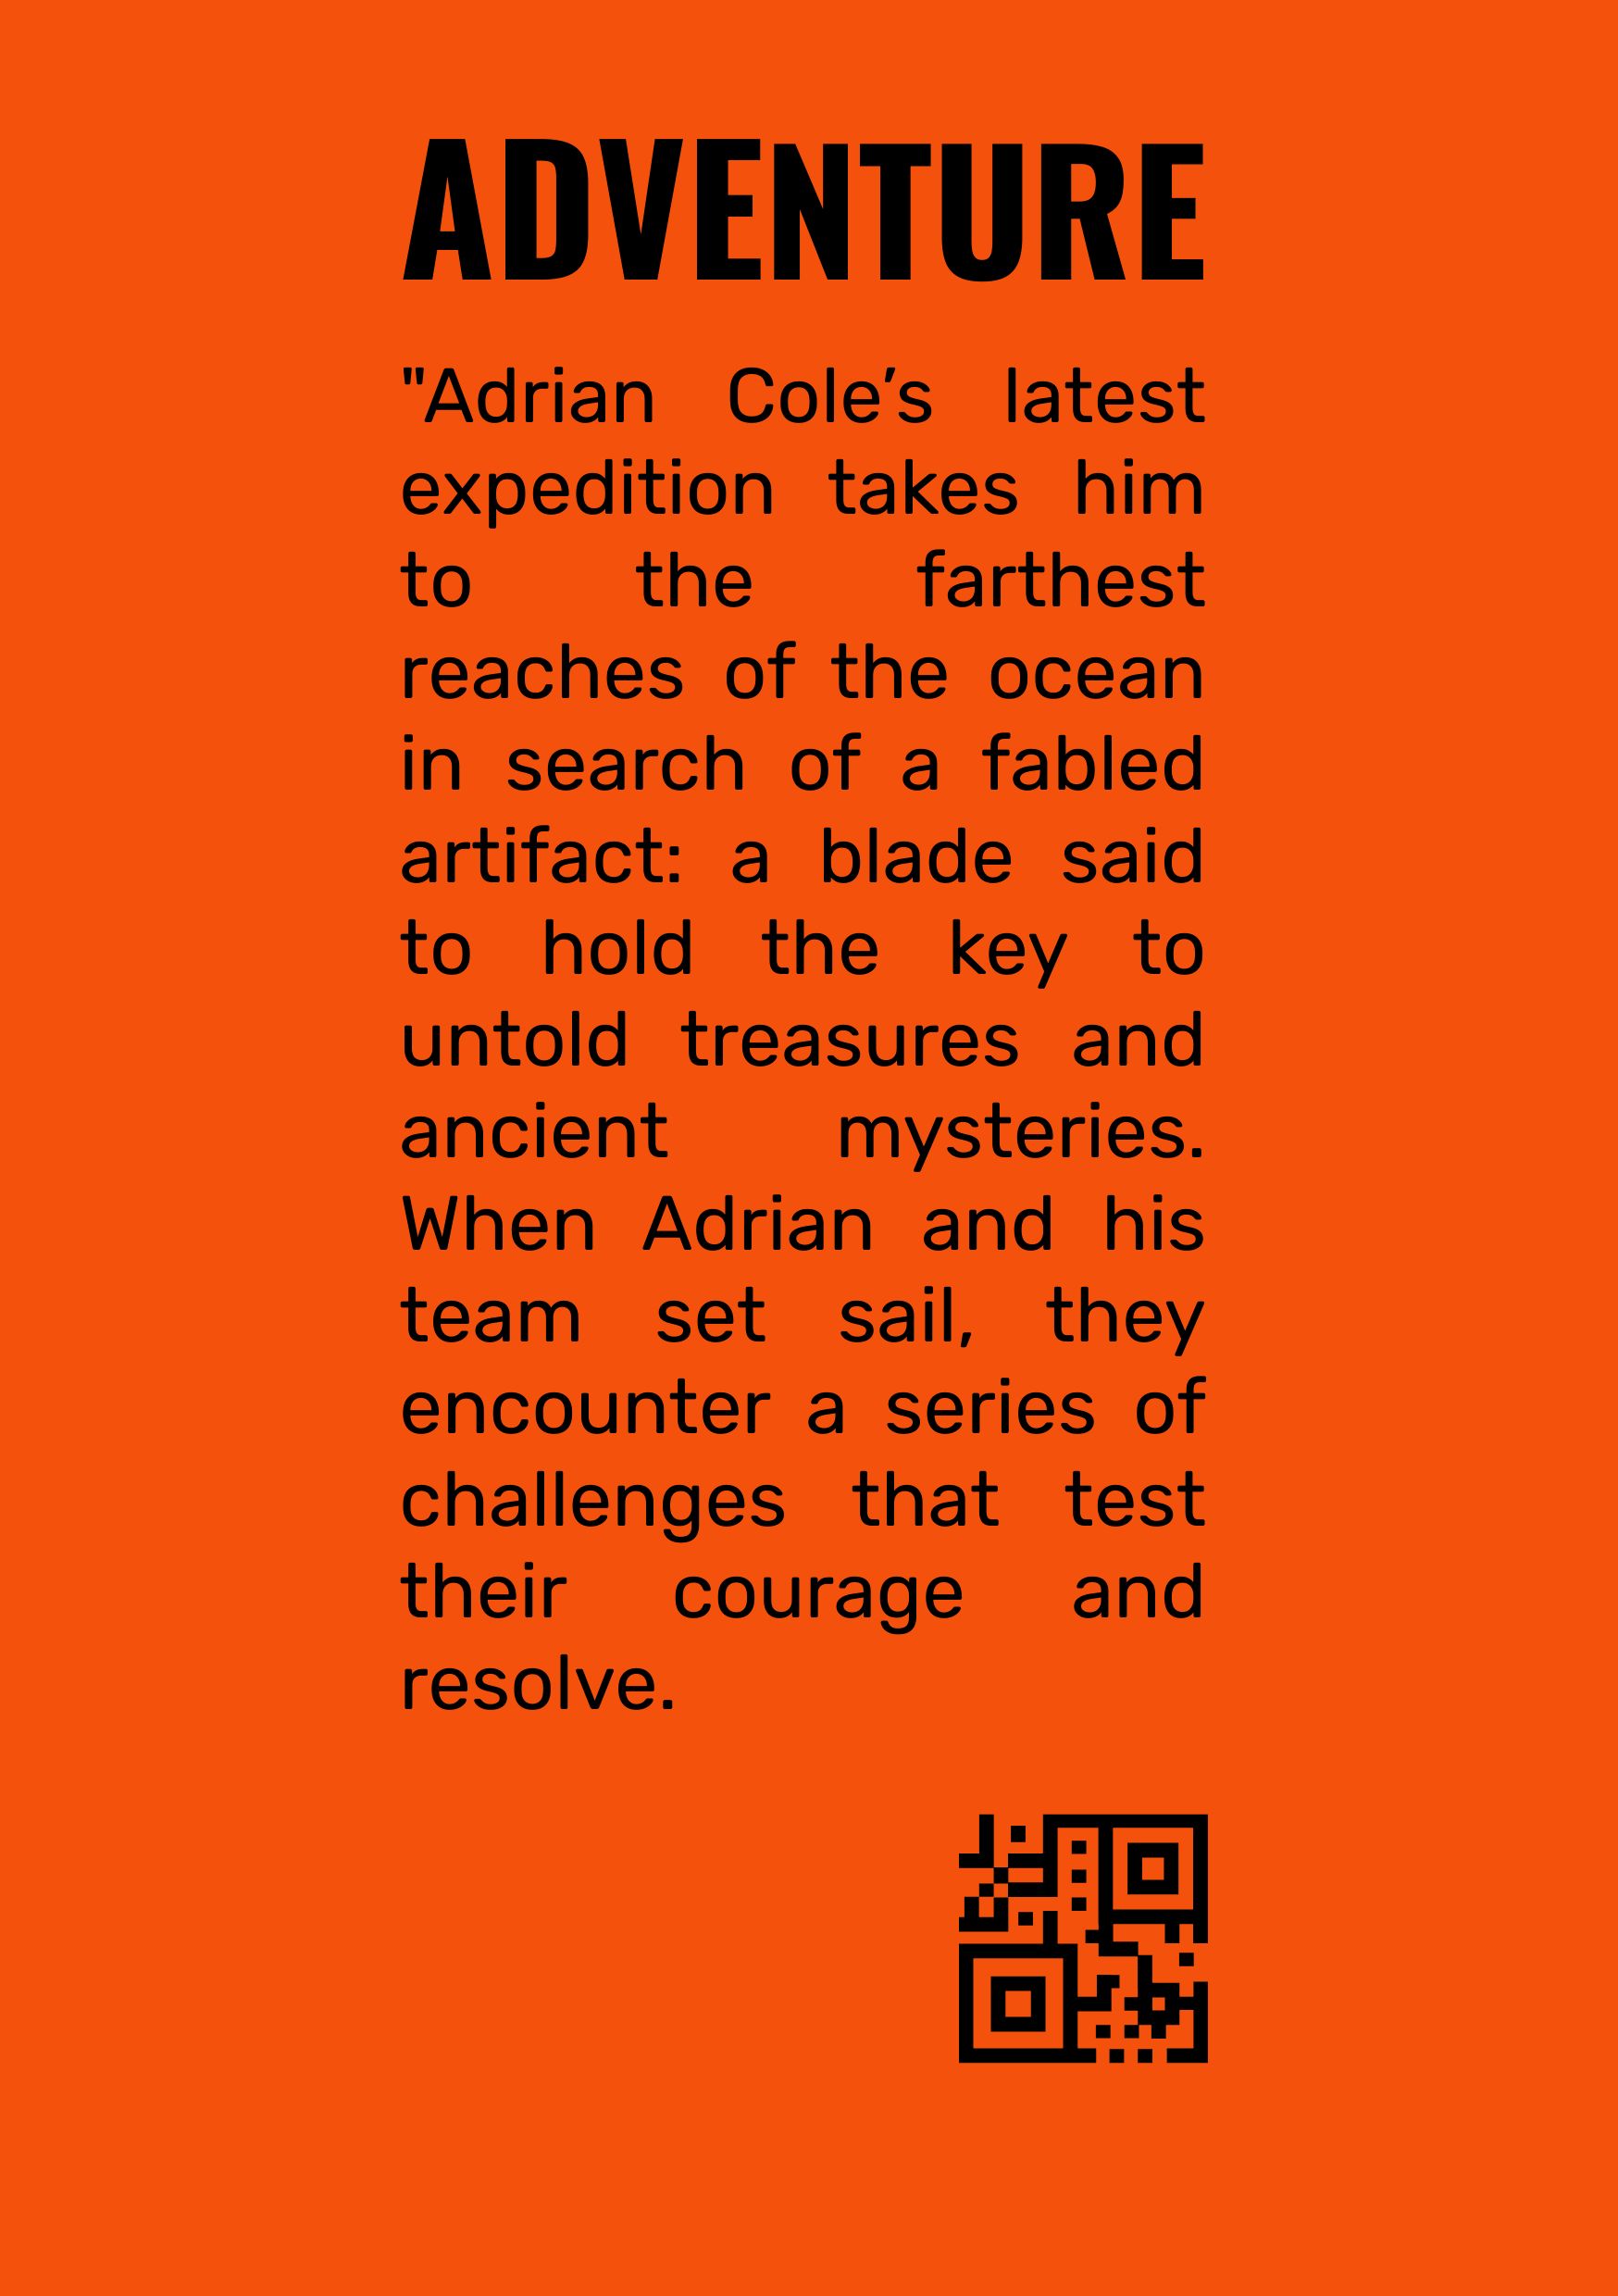 ADVENTURE
"Adrian Cole’s latest
expedition takes him
to the farthest
reaches of the ocean
in search of a fabled
artifact: a blade said
to hold the key to
untold treasures and
ancient mysteries.
When Adrian and his
team set sail, they
encounter a series of
challenges that test
their courage and
resolve.